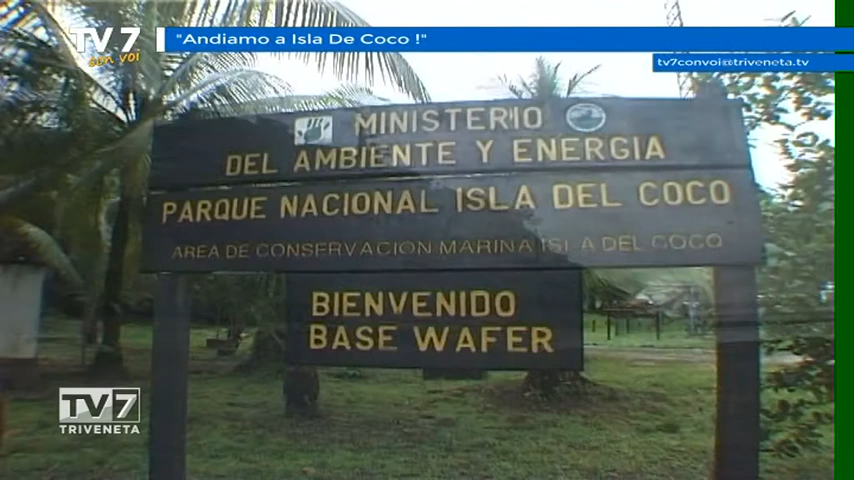 TV7
con voi
"Andiamo a Isla De Coco !"
tv7convoi@triveneta.tv
MINISTERIO
DEL AMBIENTE Y ENERGIA
PARQUE NACIONAL ISLA DEL COCO
AREA DE CONSERVACION MARINA ISLA DEL COCO
BIENVENIDO
BASE WAFER
TV7
TRIVENETA